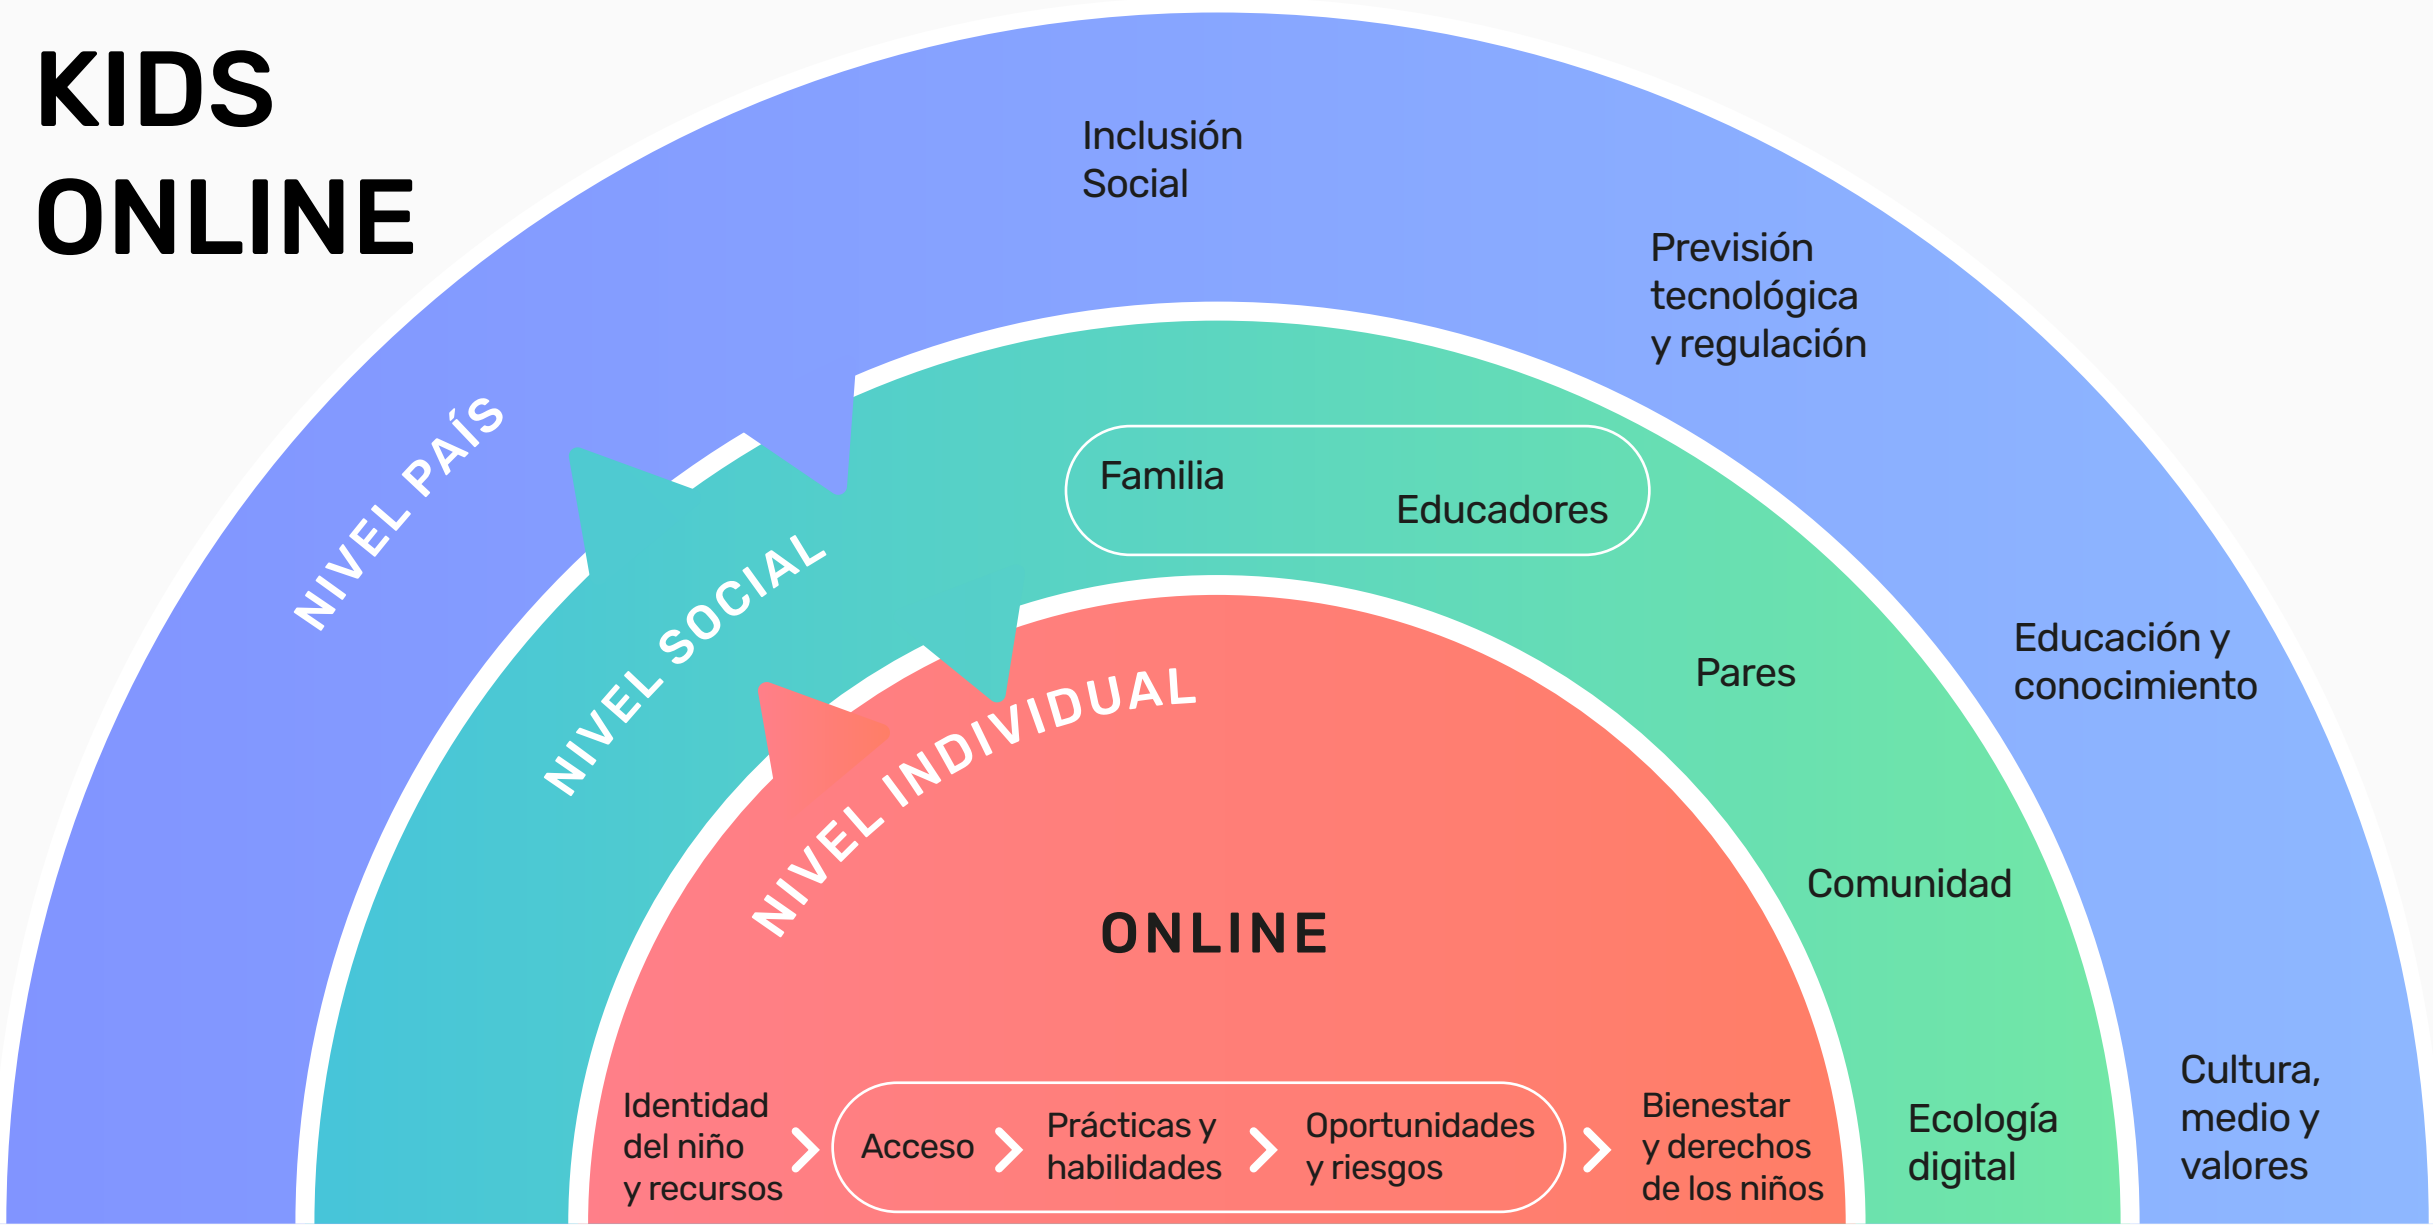 KIDS
ONLINE
NIVEL PAÍS
Inclusión
Social
Previsión
tecnológica
y regulación
Educación y
conocimiento
Cultura,
medio y
valores
NIVEL SOCIAL
Familia
Educadores
Pares
Comunidad
Ecología
digital
NIVEL INDIVIDUAL
ONLINE
Identidad
del niño
y recursos
Acceso
Prácticas y
habilidades
Oportunidades
y riesgos
Bienestar
y derechos
de los niños